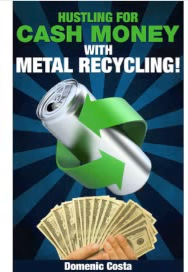 HUSTLING FOR
CASH MONEY
WITH
METAL RECYCLING!
Domenic Costa